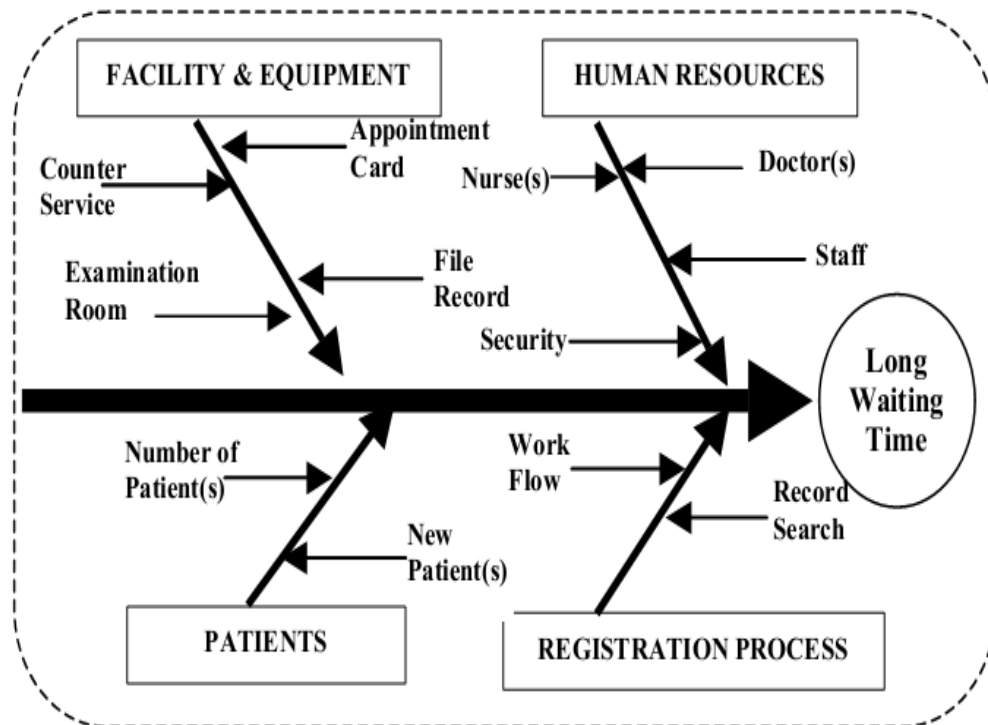 FACILITY & EQUIPMENT
HUMAN RESOURCES
Appointment
Card
Counter
Service
Examination
Room
File
Record
Nurse(s)
Doctor(s)
Staff
Security
Long
Waiting
Time
Number of
Patient(s)
New
Patient(s)
Work
Flow
Record
Search
PATIENTS
REGISTRATION PROCESS